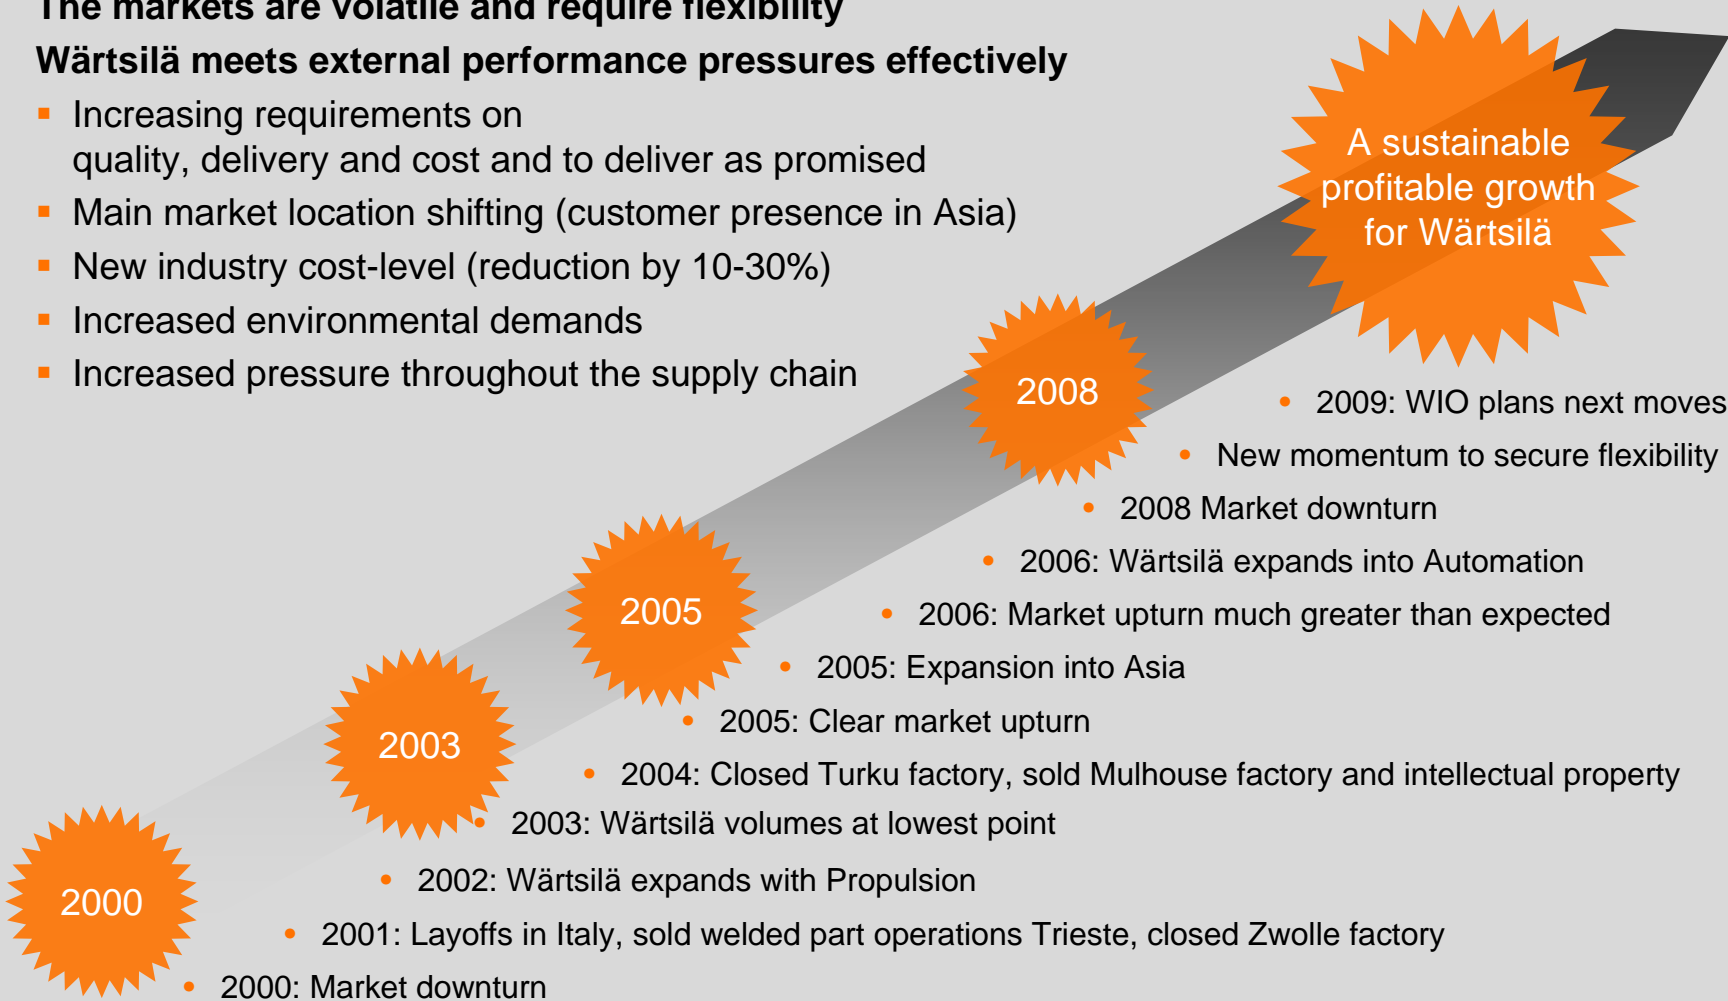 The markets are volatile and require flexibility
Wärtsilä meets external performance pressures effectively
Increasing requirements on
quality, delivery and cost and to deliver as promised
Main market location shifting (customer presence in Asia)
New industry cost-level (reduction by 10-30%)
Increased environmental demands
Increased pressure throughout the supply chain
A sustainable
profitable growth
for Wärtsilä
2008
2005
2003
2000
2009: WIO plans next moves
New momentum to secure flexibility
2008 Market downturn
2006: Wärtsilä expands into Automation
2006: Market upturn much greater than expected
2005: Expansion into Asia
2005: Clear market upturn
2004: Closed Turku factory, sold Mulhouse factory and intellectual property
2003: Wärtsilä volumes at lowest point
2002: Wärtsilä expands with Propulsion
2001: Layoffs in Italy, sold welded part operations Trieste, closed Zwolle factory
2000: Market downturn